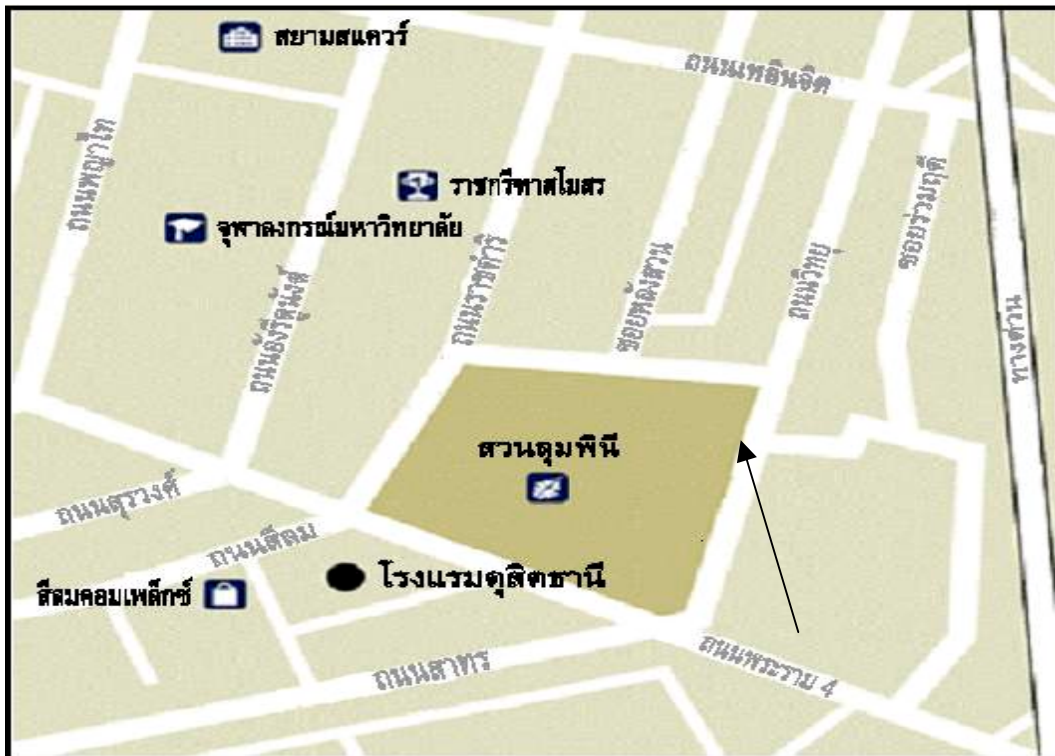 สยามสแควร์
ถนนเพลินจิต
ถนนพญาไท
ราชกรีฑาสโมสร
จุฬาลงกรณ์มหาวิทยาลัย
ซอยร่วมฤดี
ถนนราชดำริ
ซอยหลังสวน
ถนนวิทยุ
ถนนอังรีดูนังต์
ทางด่วน
สวนลุมพินี
ถนนสุรวงศ์
ถนนสีลม
โรงแรมดุสิตธานี
สีลมคอมเพล็กซ์
ถนนสาทร
ถนนพระราม 4